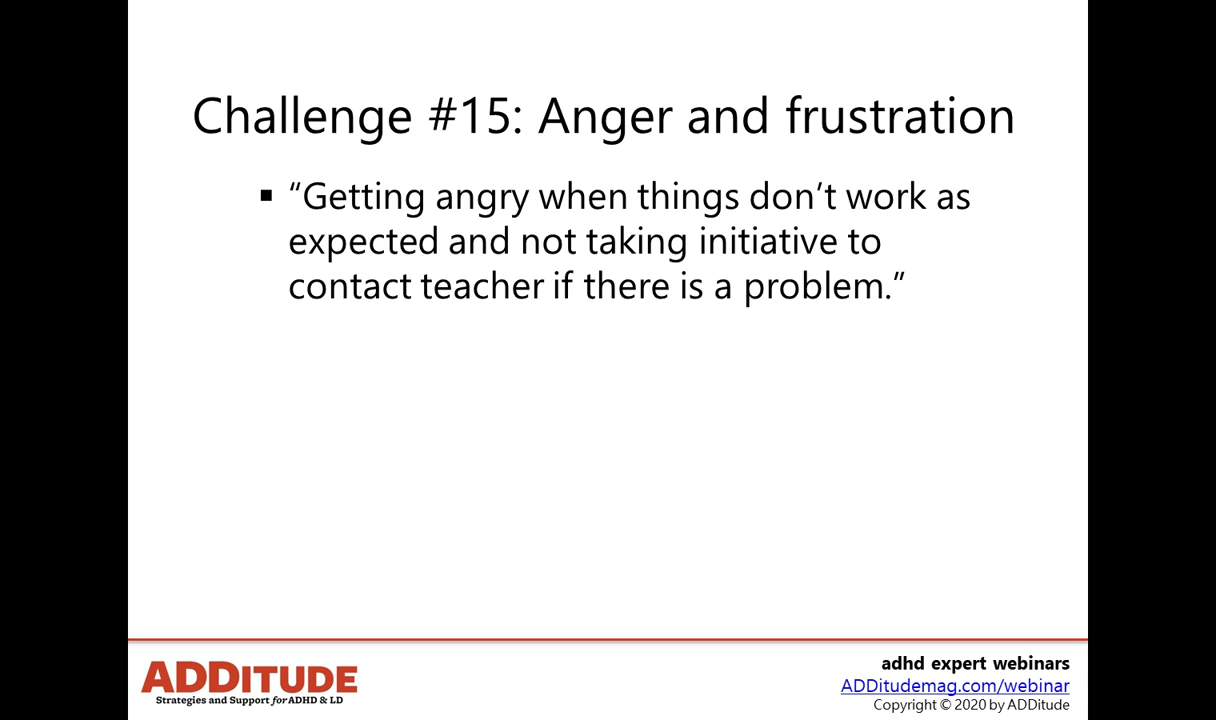 Challenge #15: Anger and frustration
▪ “Getting angry when things don’t work as
expected and not taking initiative to
contact teacher if there is a problem.”
ADDITUDE
Strategies and Support for ADHD & LD
adhd expert webinars
ADDitudemag.com/webinar
Copyright © 2020 by ADDitude